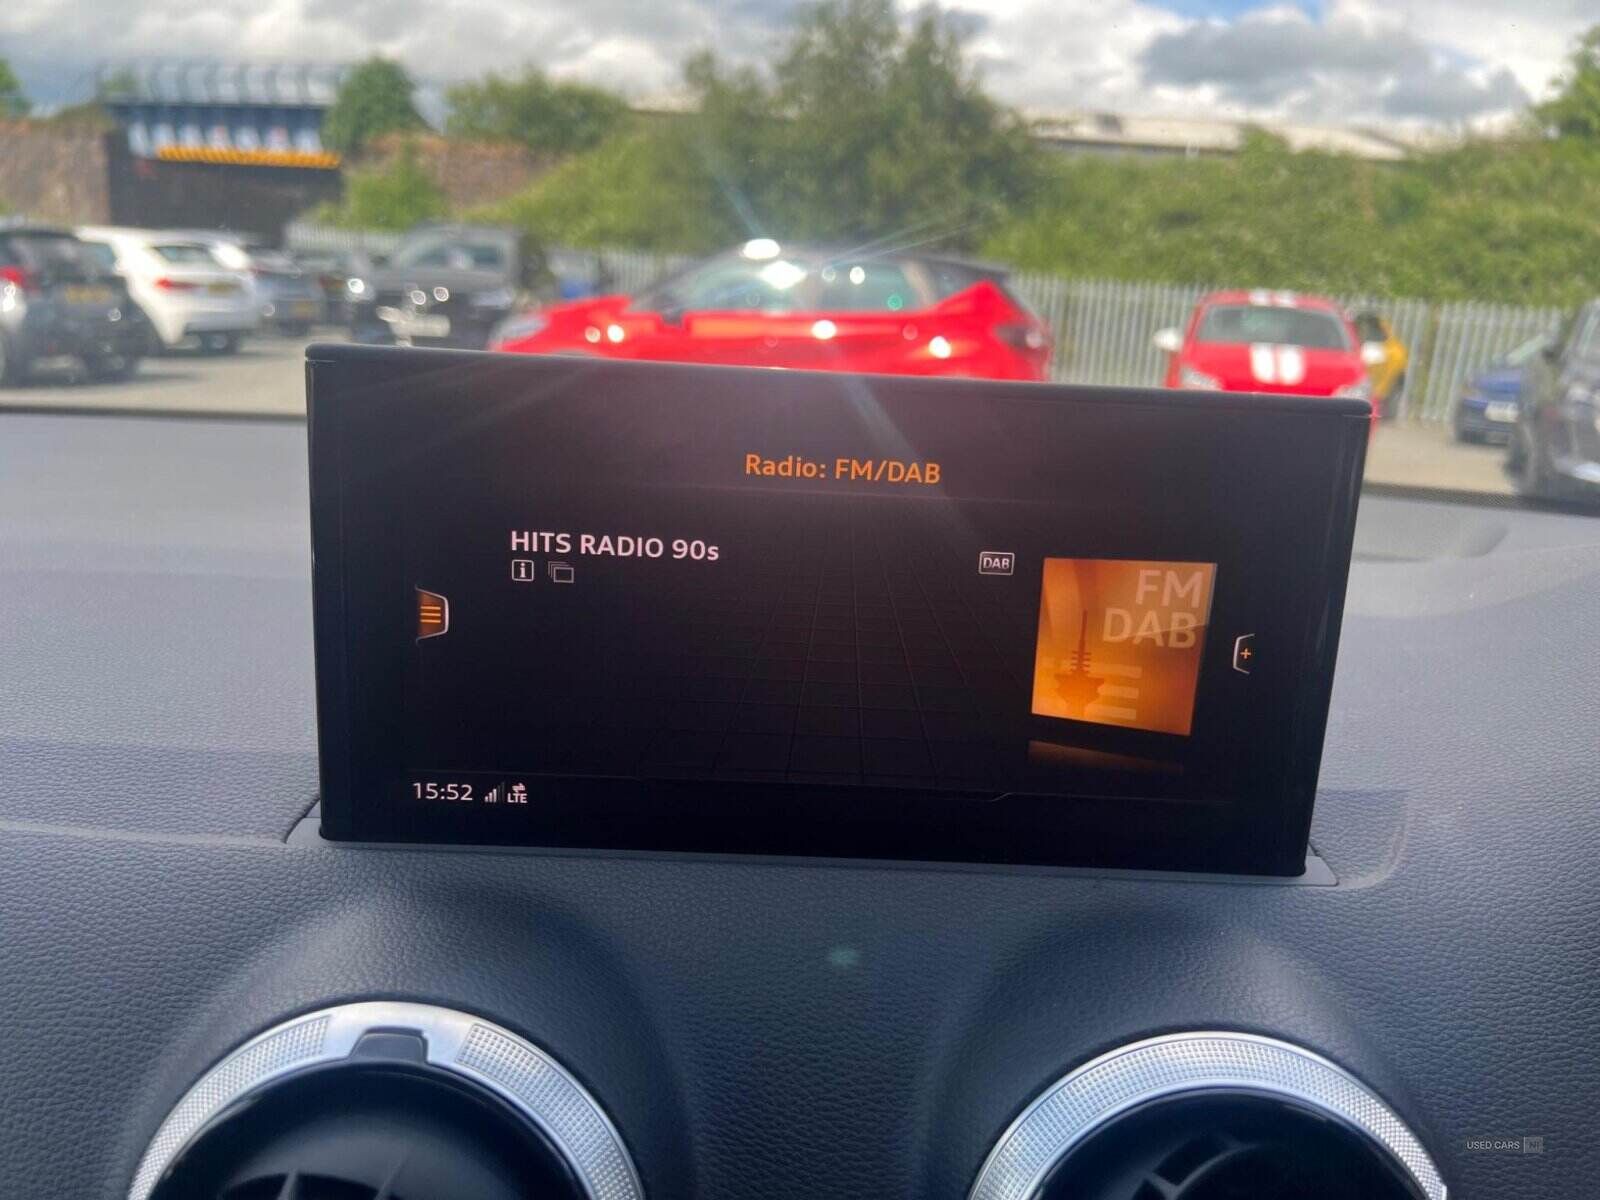 Radio: FM/DAB
HITS RADIO 90s
DAB
FM
DAB
15:52 LTE
USED CARS NI